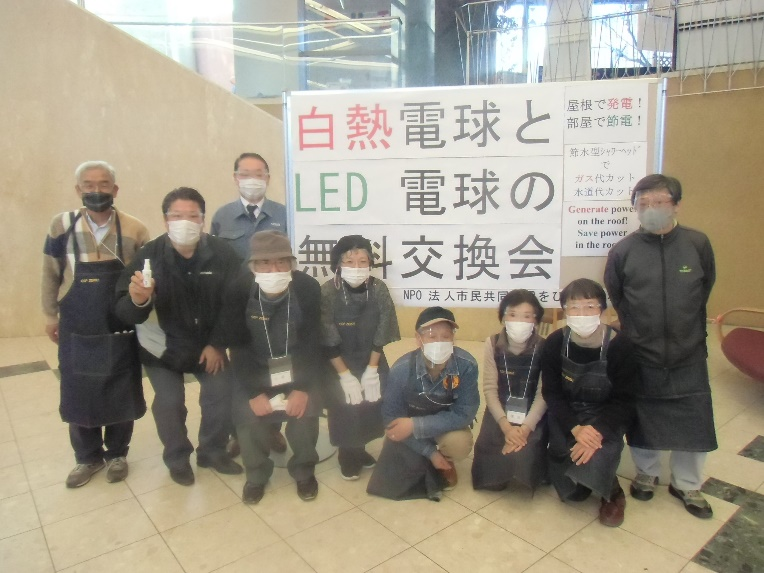 白熱電球と
LED 電球の
無料交換会
NPO 法人市民共同
屋根で発電！
部屋で節電！
節水型ｼｬﾜｰﾍｯﾄﾞ
で
ガス代カット
水道代カット
Generate power
on the roof!
Save power
in the